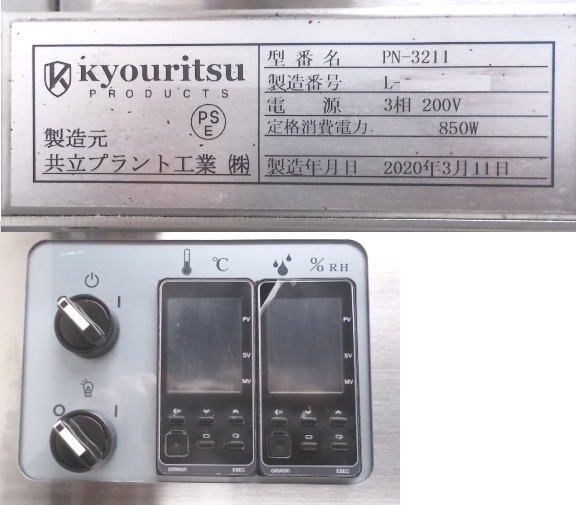 kyouritsu
PRODUCTS
PS
E
製造元
共立プラント工業 ㈱
型番名 PN-3211
製造番号 L-
電源 3相 200V
定格消費電力 850W
製造年月日 2020年3月11日
℃
%RH
PV
SV
MV
OMRON E5EC
PV
SV
MV
OMRON E5EC